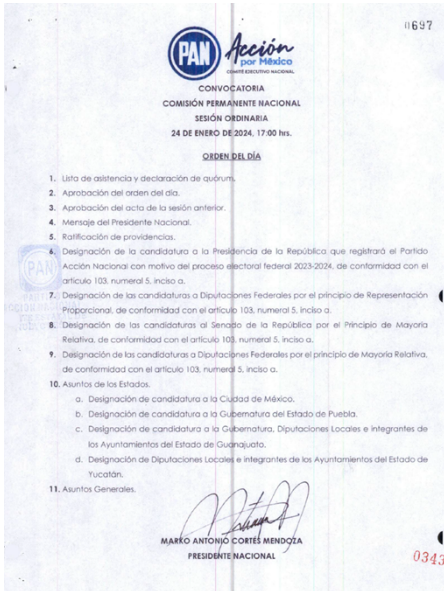 0697
PAN
Acción
por México
COMITÉ EJECUTIVO NACIONAL
CONVOCATORIA
COMISIÓN PERMANENTE NACIONAL
SESIÓN ORDINARIA
24 DE ENERO DE 2024, 17:00 hrs.
ORDEN DEL DÍA
1. Lista de asistencia y declaración de quórum.
2. Aprobación del orden del día.
3. Aprobación del acta de la sesión anterior.
4. Mensaje del Presidente Nacional.
5. Ratificación de providencias.
6. Designación de la candidatura a la Presidencia de la República que registrará el Partido
Acción Nacional con motivo del proceso electoral federal 2023-2024, de conformidad con el
artículo 103, numeral 5, inciso a.
7. Designación de las candidaturas a Diputaciones Federales por el principio de Representación
Proporcional, de conformidad con el artículo 103, numeral 5, inciso a.
8. Designación de las candidaturas al Senado de la República por el Principio de Mayoría
Relativa, de conformidad con el artículo 103, numeral 5, inciso a.
9. Designación de las candidaturas a Diputaciones Federales por el principio de Mayoría Relativa,
de conformidad con el artículo 103, numeral 5, inciso a.
10. Asuntos de los Estados.
a. Designación de candidatura a la Ciudad de México.
b. Designación de candidatura a la Gubernatura del Estado de Puebla.
c. Designación de candidatura a la Gubernatura, Diputaciones Locales e integrantes de
los Ayuntamientos del Estado de Guanajuato.
d. Designación de Diputaciones Locales e integrantes de los Ayuntamientos del Estado de
Yucatán.
11. Asuntos Generales.
MARKO ANTONIO CORTÉS MENDOZA
PRESIDENTE NACIONAL
0343